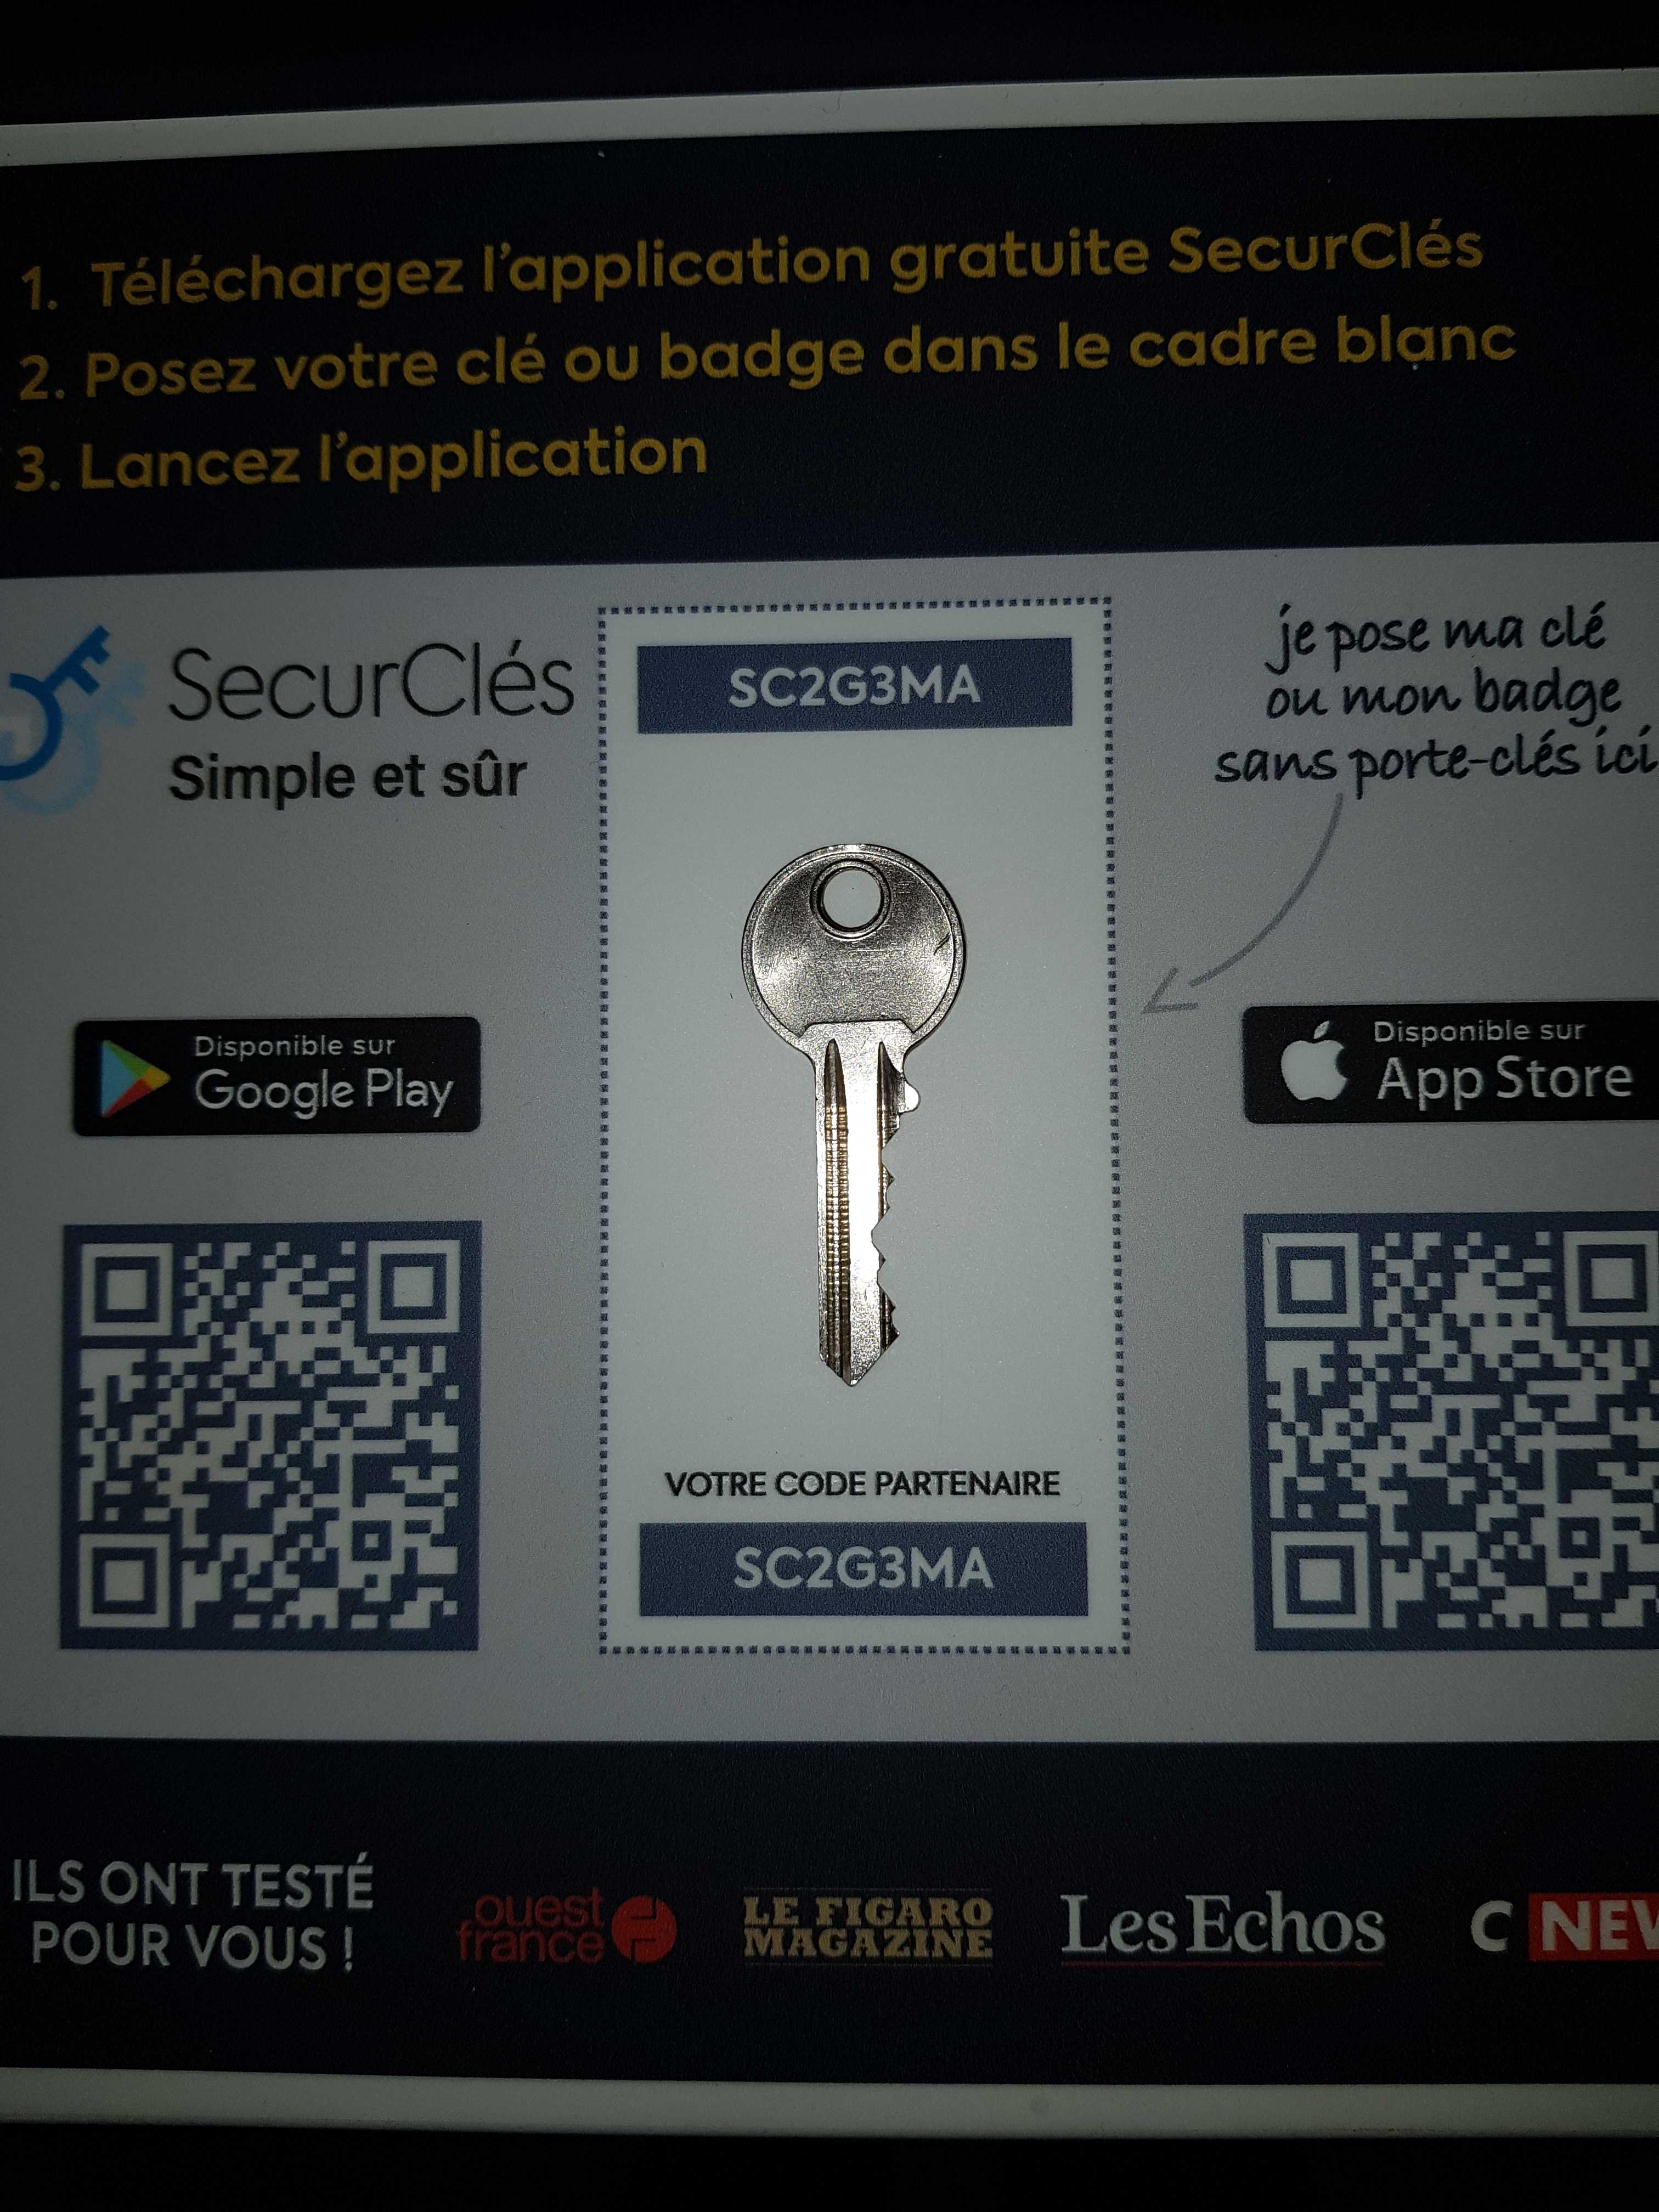 1. Téléchargez l'application gratuite SecurClés
2. Posez votre clé ou badge dans le cadre blanc
3. Lancez l'application
SecurClés
Simple et sûr
SC2G3MA
je pose ma clé
ou mon badge
sans porte-clés ici
Disponible sur
Google Play
Disponible sur
App Store
VOTRE CODE PARTENAIRE
SC2G3MA
ILS ONT TESTÉ
POUR VOUS !
ouest
france
LE FIGARO
MAGAZINE
Les Echos
C NEW